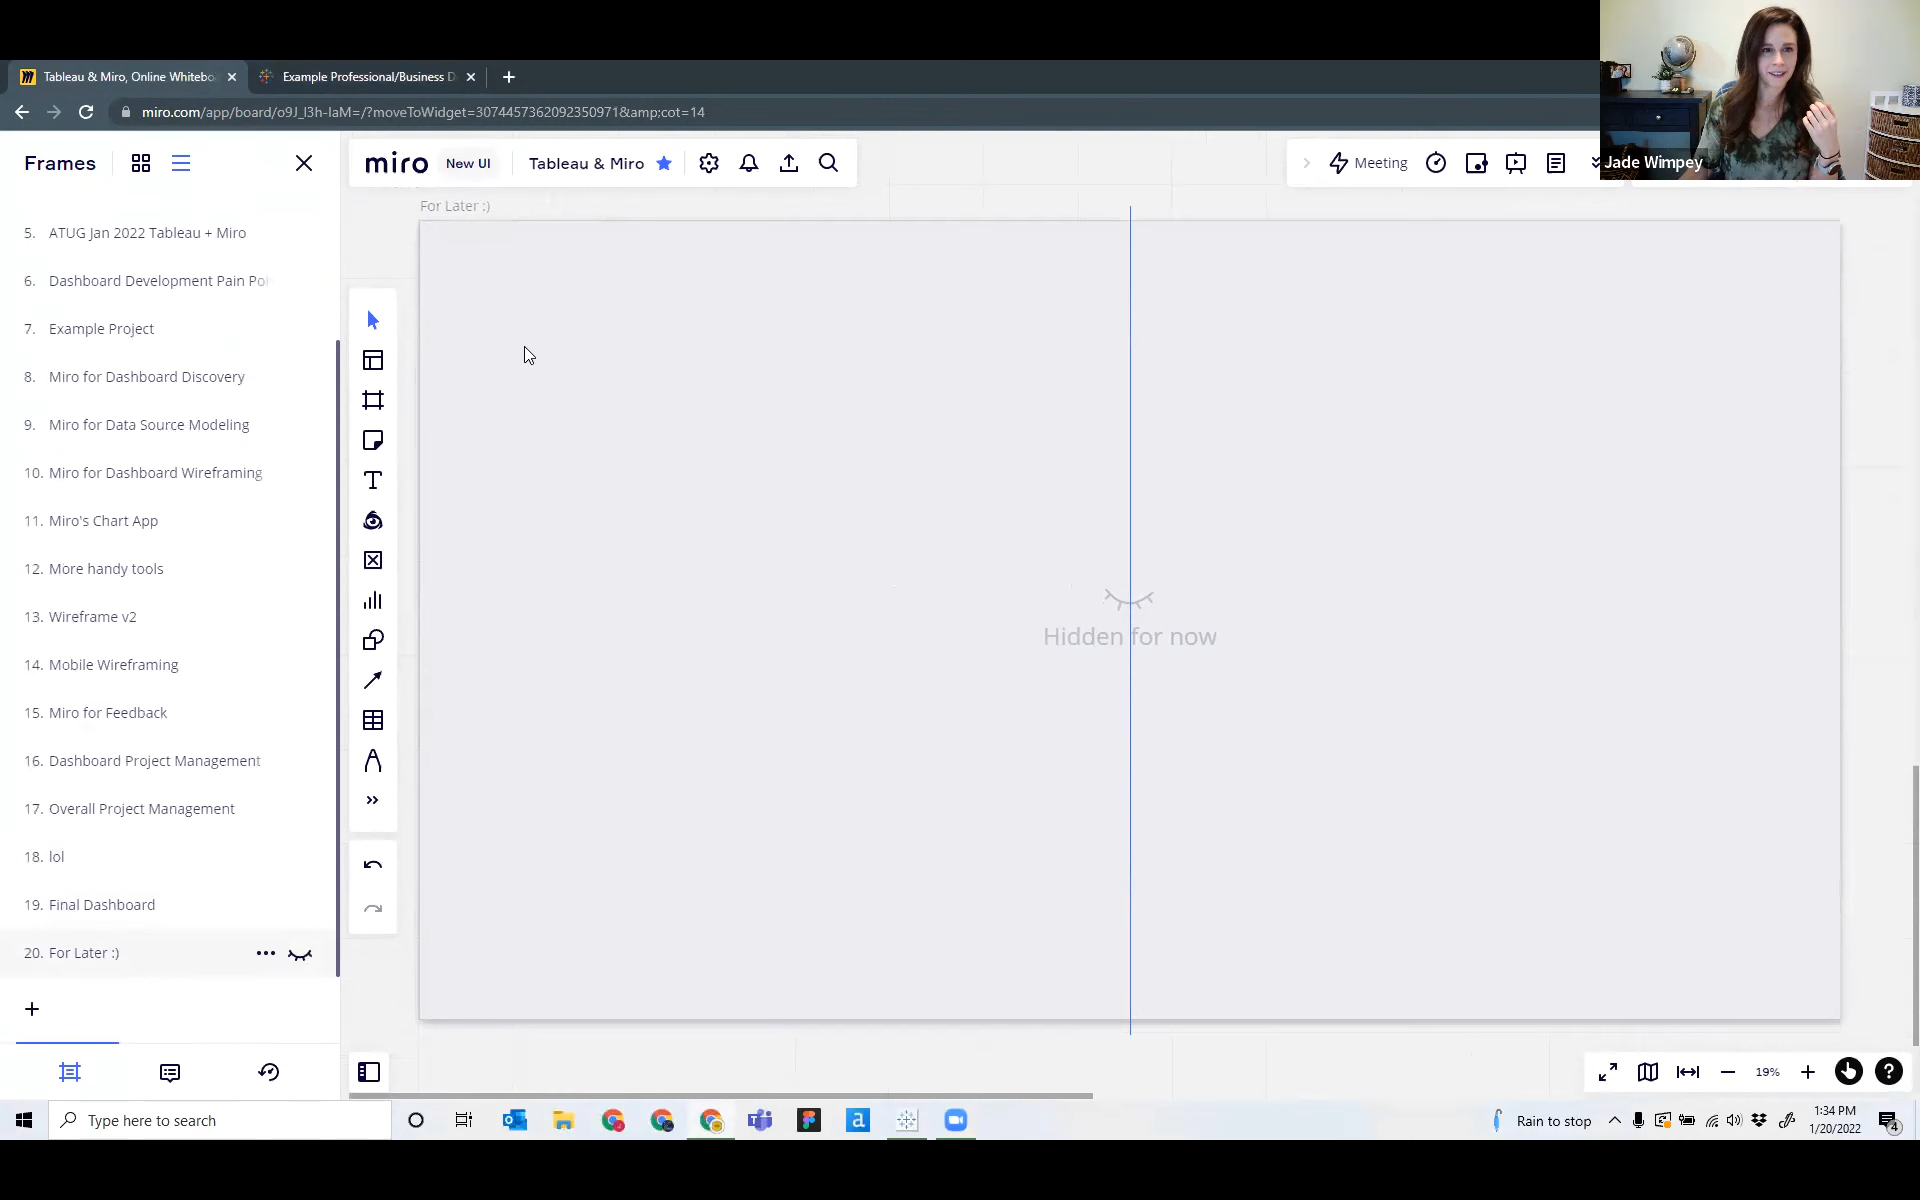 Tableau & Miro, Online Whitebo
Example Professional/Business D
miro.com/app/board/o9J_l3h-IaM=/?moveToWidget=3074457362092350971&amp;cot=14
Jade Wimpey
Frames
miro
New UI
Tableau & Miro
Meeting
For Later :)
5. ATUG Jan 2022 Tableau + Miro
6. Dashboard Development Pain Poi
7. Example Project
8. Miro for Dashboard Discovery
9. Miro for Data Source Modeling
10. Miro for Dashboard Wireframing
11. Miro's Chart App
12. More handy tools
13. Wireframe v2
14. Mobile Wireframing
15. Miro for Feedback
16. Dashboard Project Management
17. Overall Project Management
18. lol
19. Final Dashboard
20. For Later :)
Hidden for now
19%
Type here to search
Rain to stop
1:34 PM
1/20/2022
4